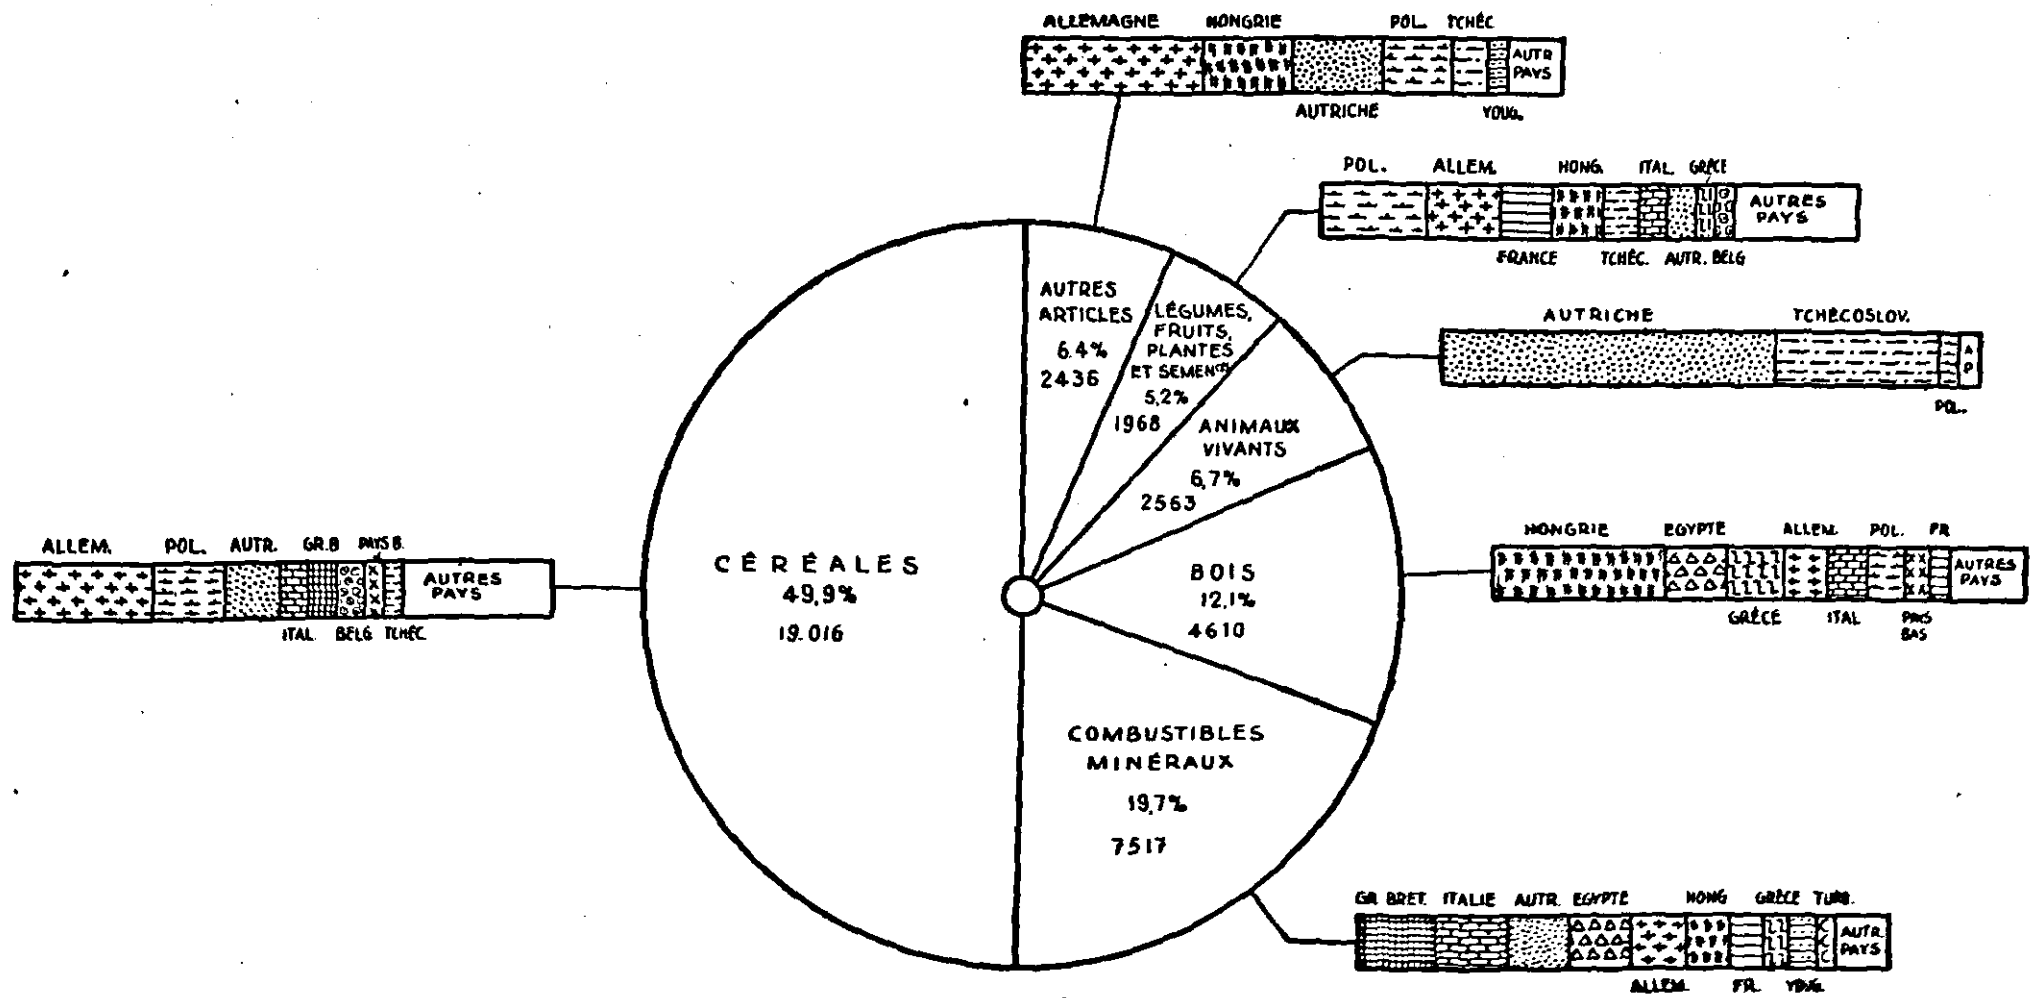 ALLEMAGNE HONGRIE POL. TCHÉC
AUTR
PAYS
AUTRICHE YOUG.
POL. ALLEM. HONG. ITAL. GRÈCE
AUTRES
PAYS
FRANCE TCHÉC. AUTR. BELG
AUTRICHE TCHÉCOSLOV.
A
P
POL.
AUTRES
ARTICLES
6.4%
2436
LÉGUMES,
FRUITS,
PLANTES
ET SEMENCES
5,2%
1968
ANIMAUX
VIVANTS
6,7%
2563
HONGRIE EGYPTE ALLEM. POL. FR
AUTRES
PAYS
GRÈCE ITAL PAYS
BAS
ALLEM. POL. AUTR. GR.B PAYS B.
AUTRES
PAYS
ITAL. BELG TCHÉC.
CÉRÉALES
49,9%
19.016
BOIS
12,1%
4610
COMBUSTIBLES
MINÉRAUX
19,7%
7517
GR. BRET. ITALIE AUTR. EGYPTE HONG GRÈCE
AUTR.
PAYS
ALLEM. FR. YOUG.